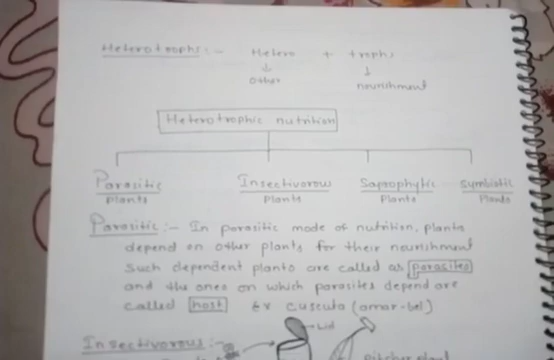 Heterotrophs:- Hetero + trophs
↓ ↓
Other nourishment
Heterotrophic nutrition
Parasitic Insectivorous Saprophytic Symbiotic
Plants Plants Plants Plants
Parasitic:- In parasitic mode of nutrition, plants
depend on other plants for their nourishment
Such dependent plants are called as parasites
and the ones on which parasites depend are
called host Ex cuscuta (amar-bel)
Lid
Insectivorous:-
Pitcher plant